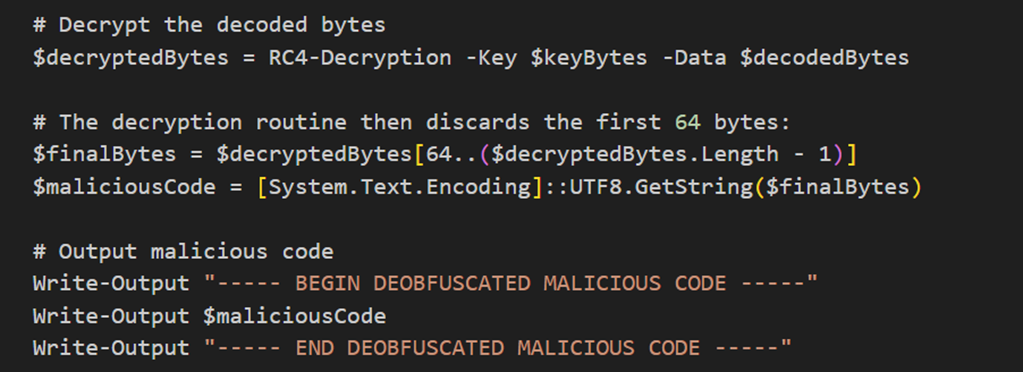 # Decrypt the decoded bytes
$decryptedBytes = RC4-Decryption -Key $keyBytes -Data $decodedBytes
# The decryption routine then discards the first 64 bytes:
$finalBytes = $decryptedBytes[64..($decryptedBytes.Length - 1)]
$maliciousCode = [System.Text.Encoding]::UTF8.GetString($finalBytes)
# Output malicious code
Write-Output "----- BEGIN DEOBFUSCATED MALICIOUS CODE -----"
Write-Output $maliciousCode
Write-Output "----- END DEOBFUSCATED MALICIOUS CODE -----"